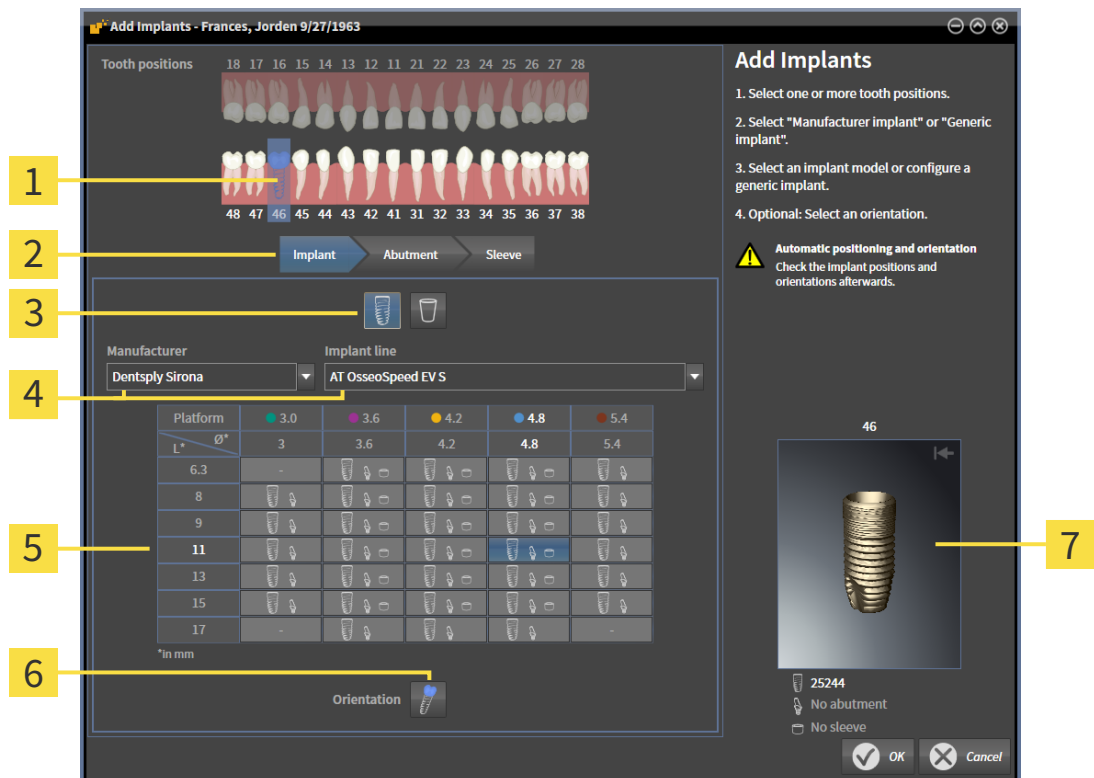 Add Implants - Frances, Jorden 9/27/1963
Tooth positions
18 17 16 15 14 13 12 11 21 22 23 24 25 26 27 28
48 47 46 45 44 43 42 41 31 32 33 34 35 36 37 38
1
2
Implant
Abutment
Sleeve
3
Manufacturer
Implant line
Dentsply Sirona
AT OsseoSpeed EV S
4
Platform 3.0 3.6 4.2 4.8 5.4
L* Ø* 3 3.6 4.2 4.8 5.4
6.3 -
8
9
5
11
13
15
17 - -
*in mm
6
Orientation
Add Implants
1. Select one or more tooth positions.
2. Select "Manufacturer implant" or "Generic
implant".
3. Select an implant model or configure a
generic implant.
4. Optional: Select an orientation.
Automatic positioning and orientation
Check the implant positions and
orientations afterwards.
46
7
25244
No abutment
No sleeve
OK
Cancel